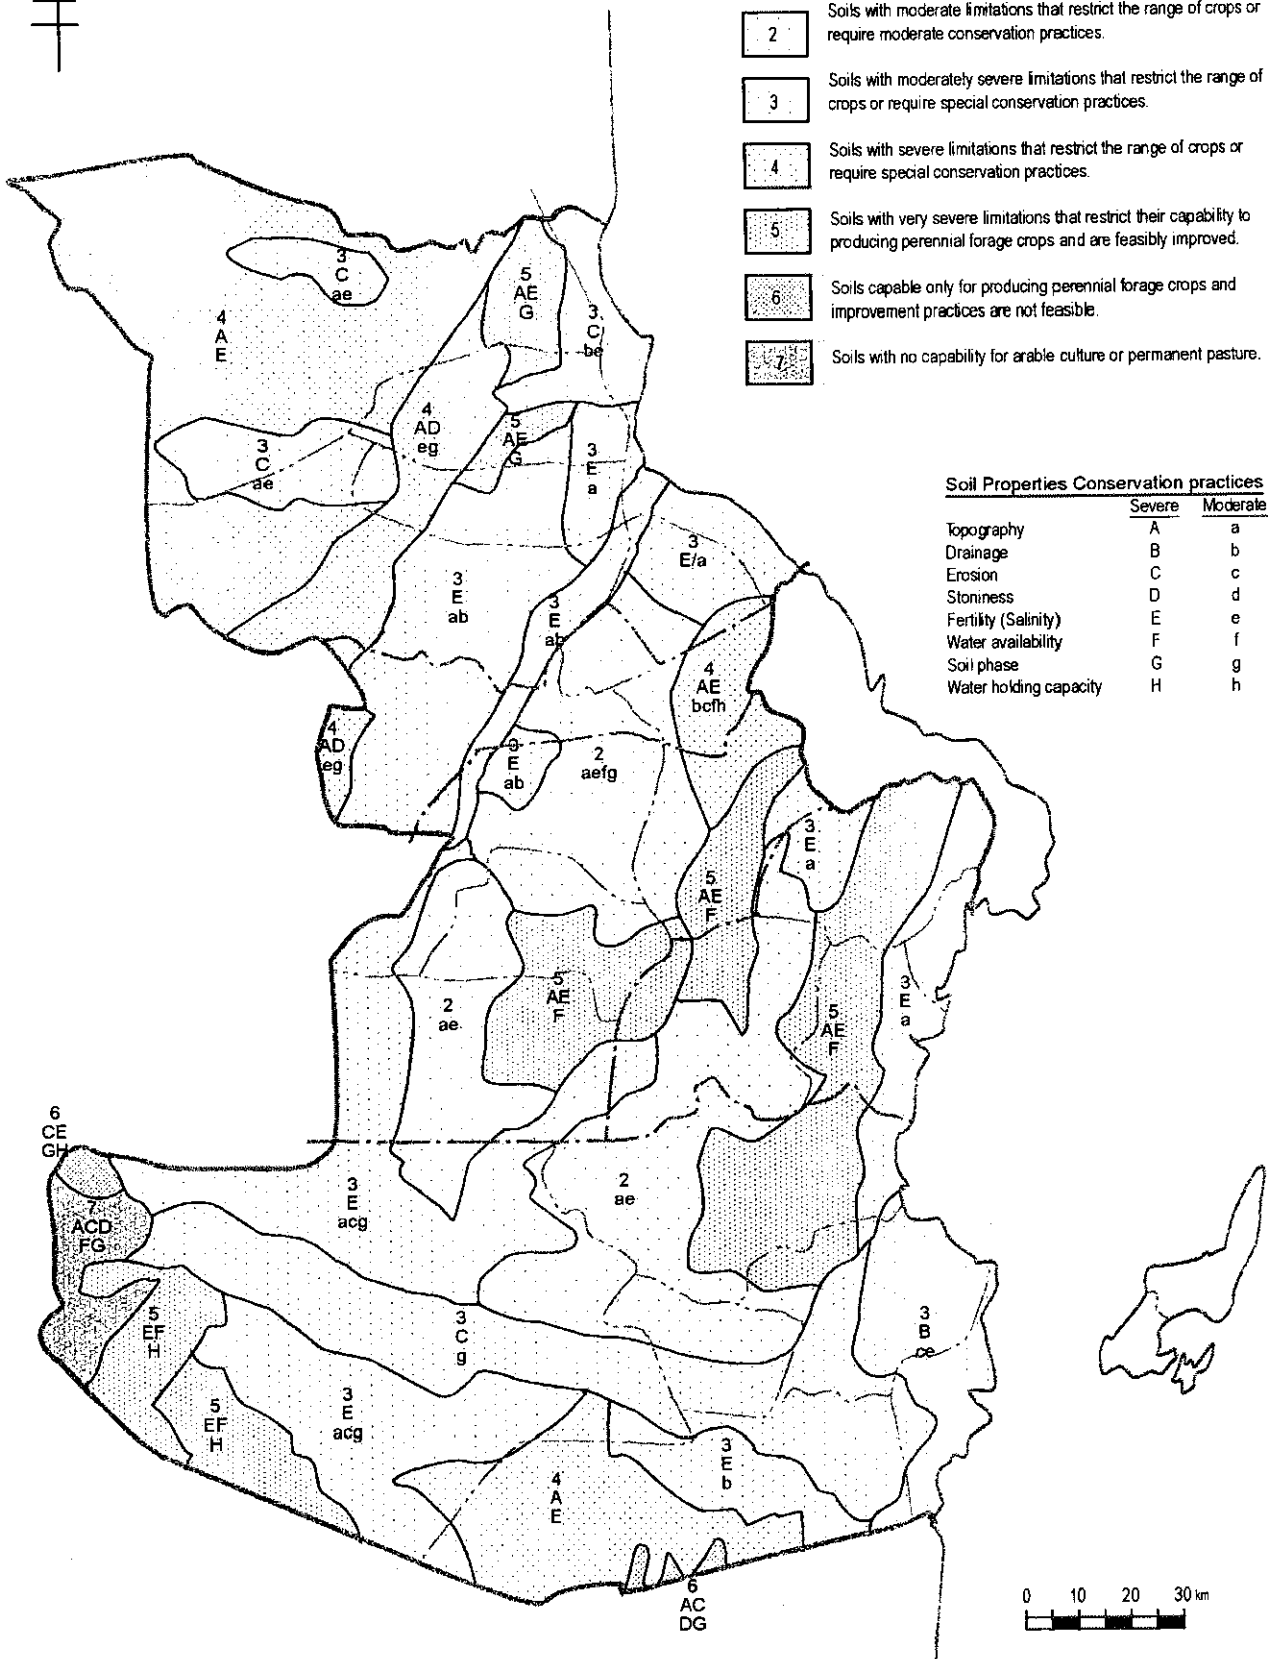 Soils with moderate limitations that restrict the range of crops or
2
require moderate conservation practices.
Soils with moderately severe limitations that restrict the range of
3
crops or require special conservation practices.
Soils with severe limitations that restrict the range of crops or
4
require special conservation practices.
Soils with very severe limitations that restrict their capability to
5
producing perennial forage crops and are feasibly improved.
Soils capable only for producing perennial forage crops and
6
improvement practices are not feasible.
7
Soils with no capability for arable culture or permanent pasture.
3
C
ae
5
AE
G
4
A
E
3
C
be
4
AD
eg
5
AE
G
3
C
ae
3
E
a
Soil Properties Conservation practices
Severe Moderate
Topography A a
Drainage B b
Erosion C c
Stoniness D d
Fertility (Salinity) E e
Water availability F f
Soil phase G g
Water holding capacity H h
3
E/a
3
E
ab
3
E
ab
4
AE
bcfh
4
AD
eg
E
ab
2
aefg
3
E
a
5
AE
F
5
AE
F
2
ae
3
E
a
5
AE
F
6
CE
GH
7
ACD
FG
3
E
acg
2
ae
5
EF
H
3
C
g
3
B
ce
5
EF
H
3
E
acg
3
E
b
4
A
E
6
AC
DG
0 10 20 30 km